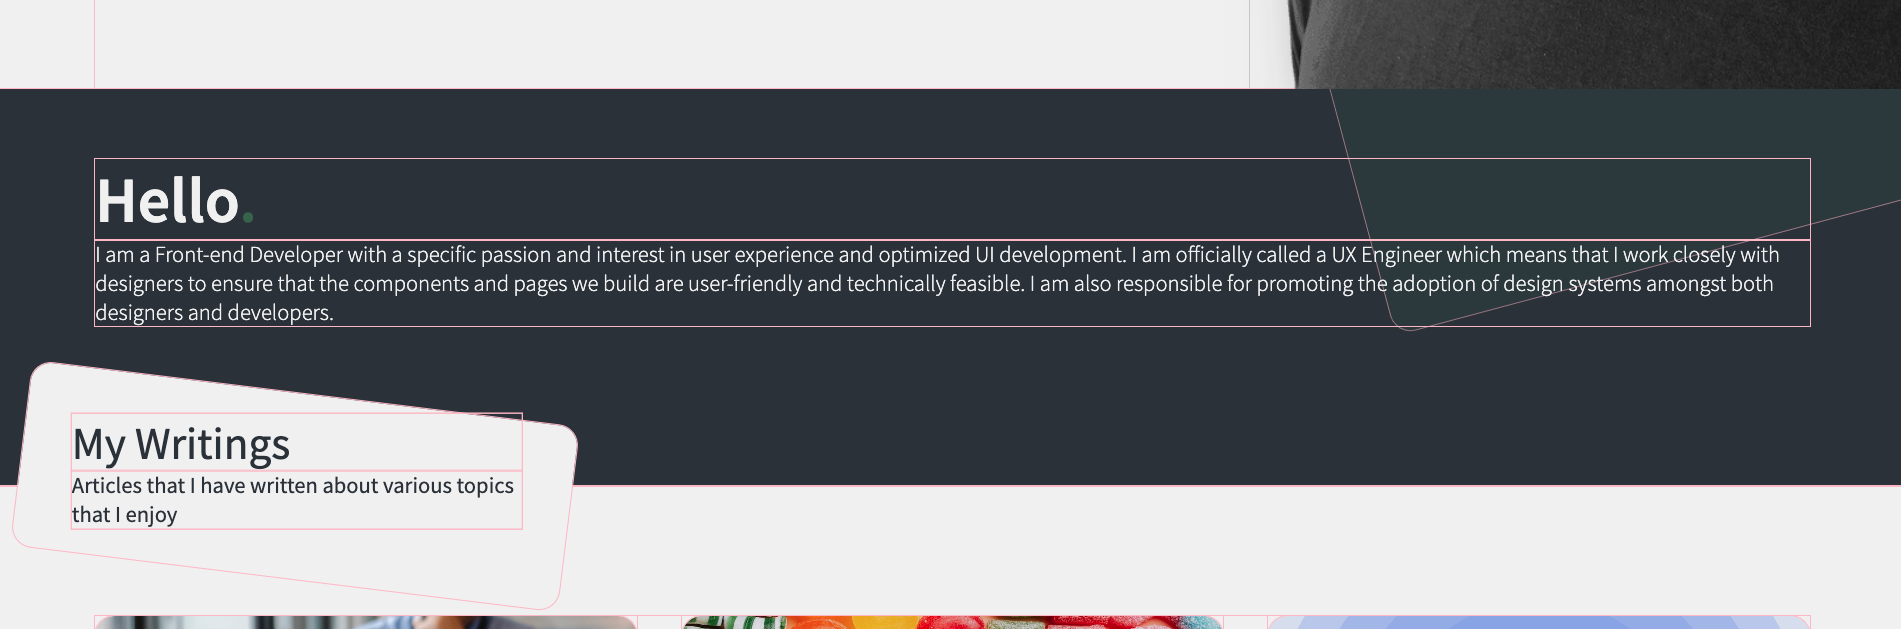 Hello.
I am a Front-end Developer with a specific passion and interest in user experience and optimized UI development. I am officially called a UX Engineer which means that I work closely with
designers to ensure that the components and pages we build are user-friendly and technically feasible. I am also responsible for promoting the adoption of design systems amongst both
designers and developers.
My Writings
Articles that I have written about various topics
that I enjoy